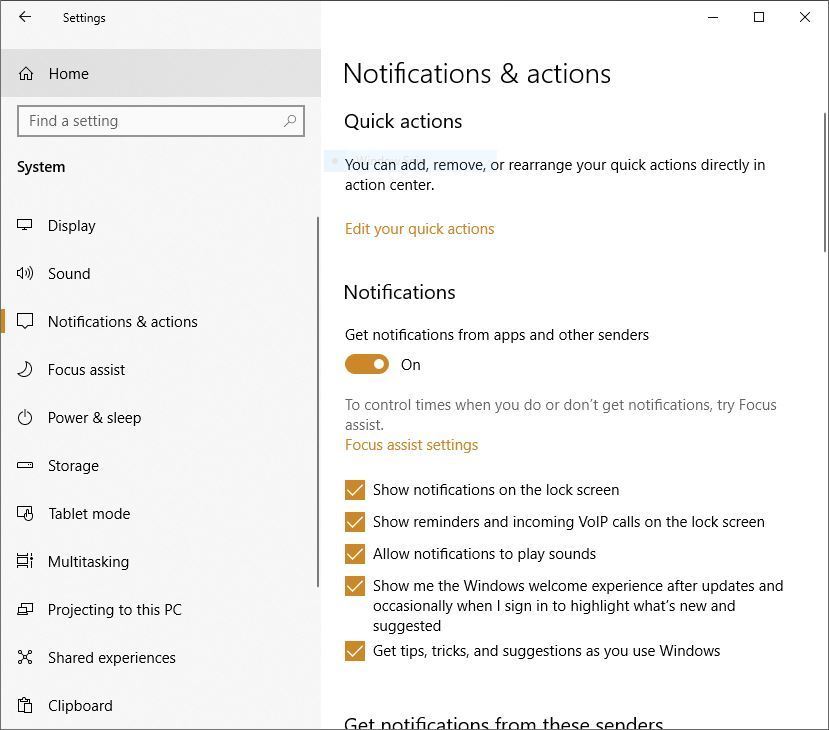 Settings
Home
Find a setting
System
Display
Sound
Notifications & actions
Focus assist
Power & sleep
Storage
Tablet mode
Multitasking
Projecting to this PC
Shared experiences
Clipboard
Notifications & actions
Quick actions
You can add, remove, or rearrange your quick actions directly in
action center.
Edit your quick actions
Notifications
Get notifications from apps and other senders
On
To control times when you do or don’t get notifications, try Focus
assist.
Focus assist settings
Show notifications on the lock screen
Show reminders and incoming VoIP calls on the lock screen
Allow notifications to play sounds
Show me the Windows welcome experience after updates and
occasionally when I sign in to highlight what’s new and
suggested
Get tips, tricks, and suggestions as you use Windows
Get notifications from these senders